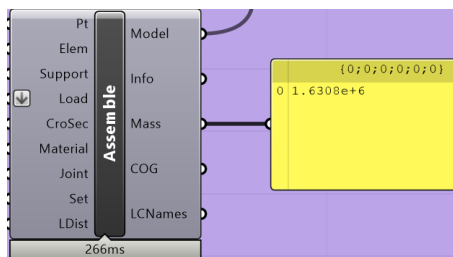 Pt
Elem
Support
Load
CroSec
Material
Joint
Set
LDist
Assemble
Model
Info
Mass
COG
LCNames
266ms
{0;0;0;0;0;0}
0 1.6308e+6